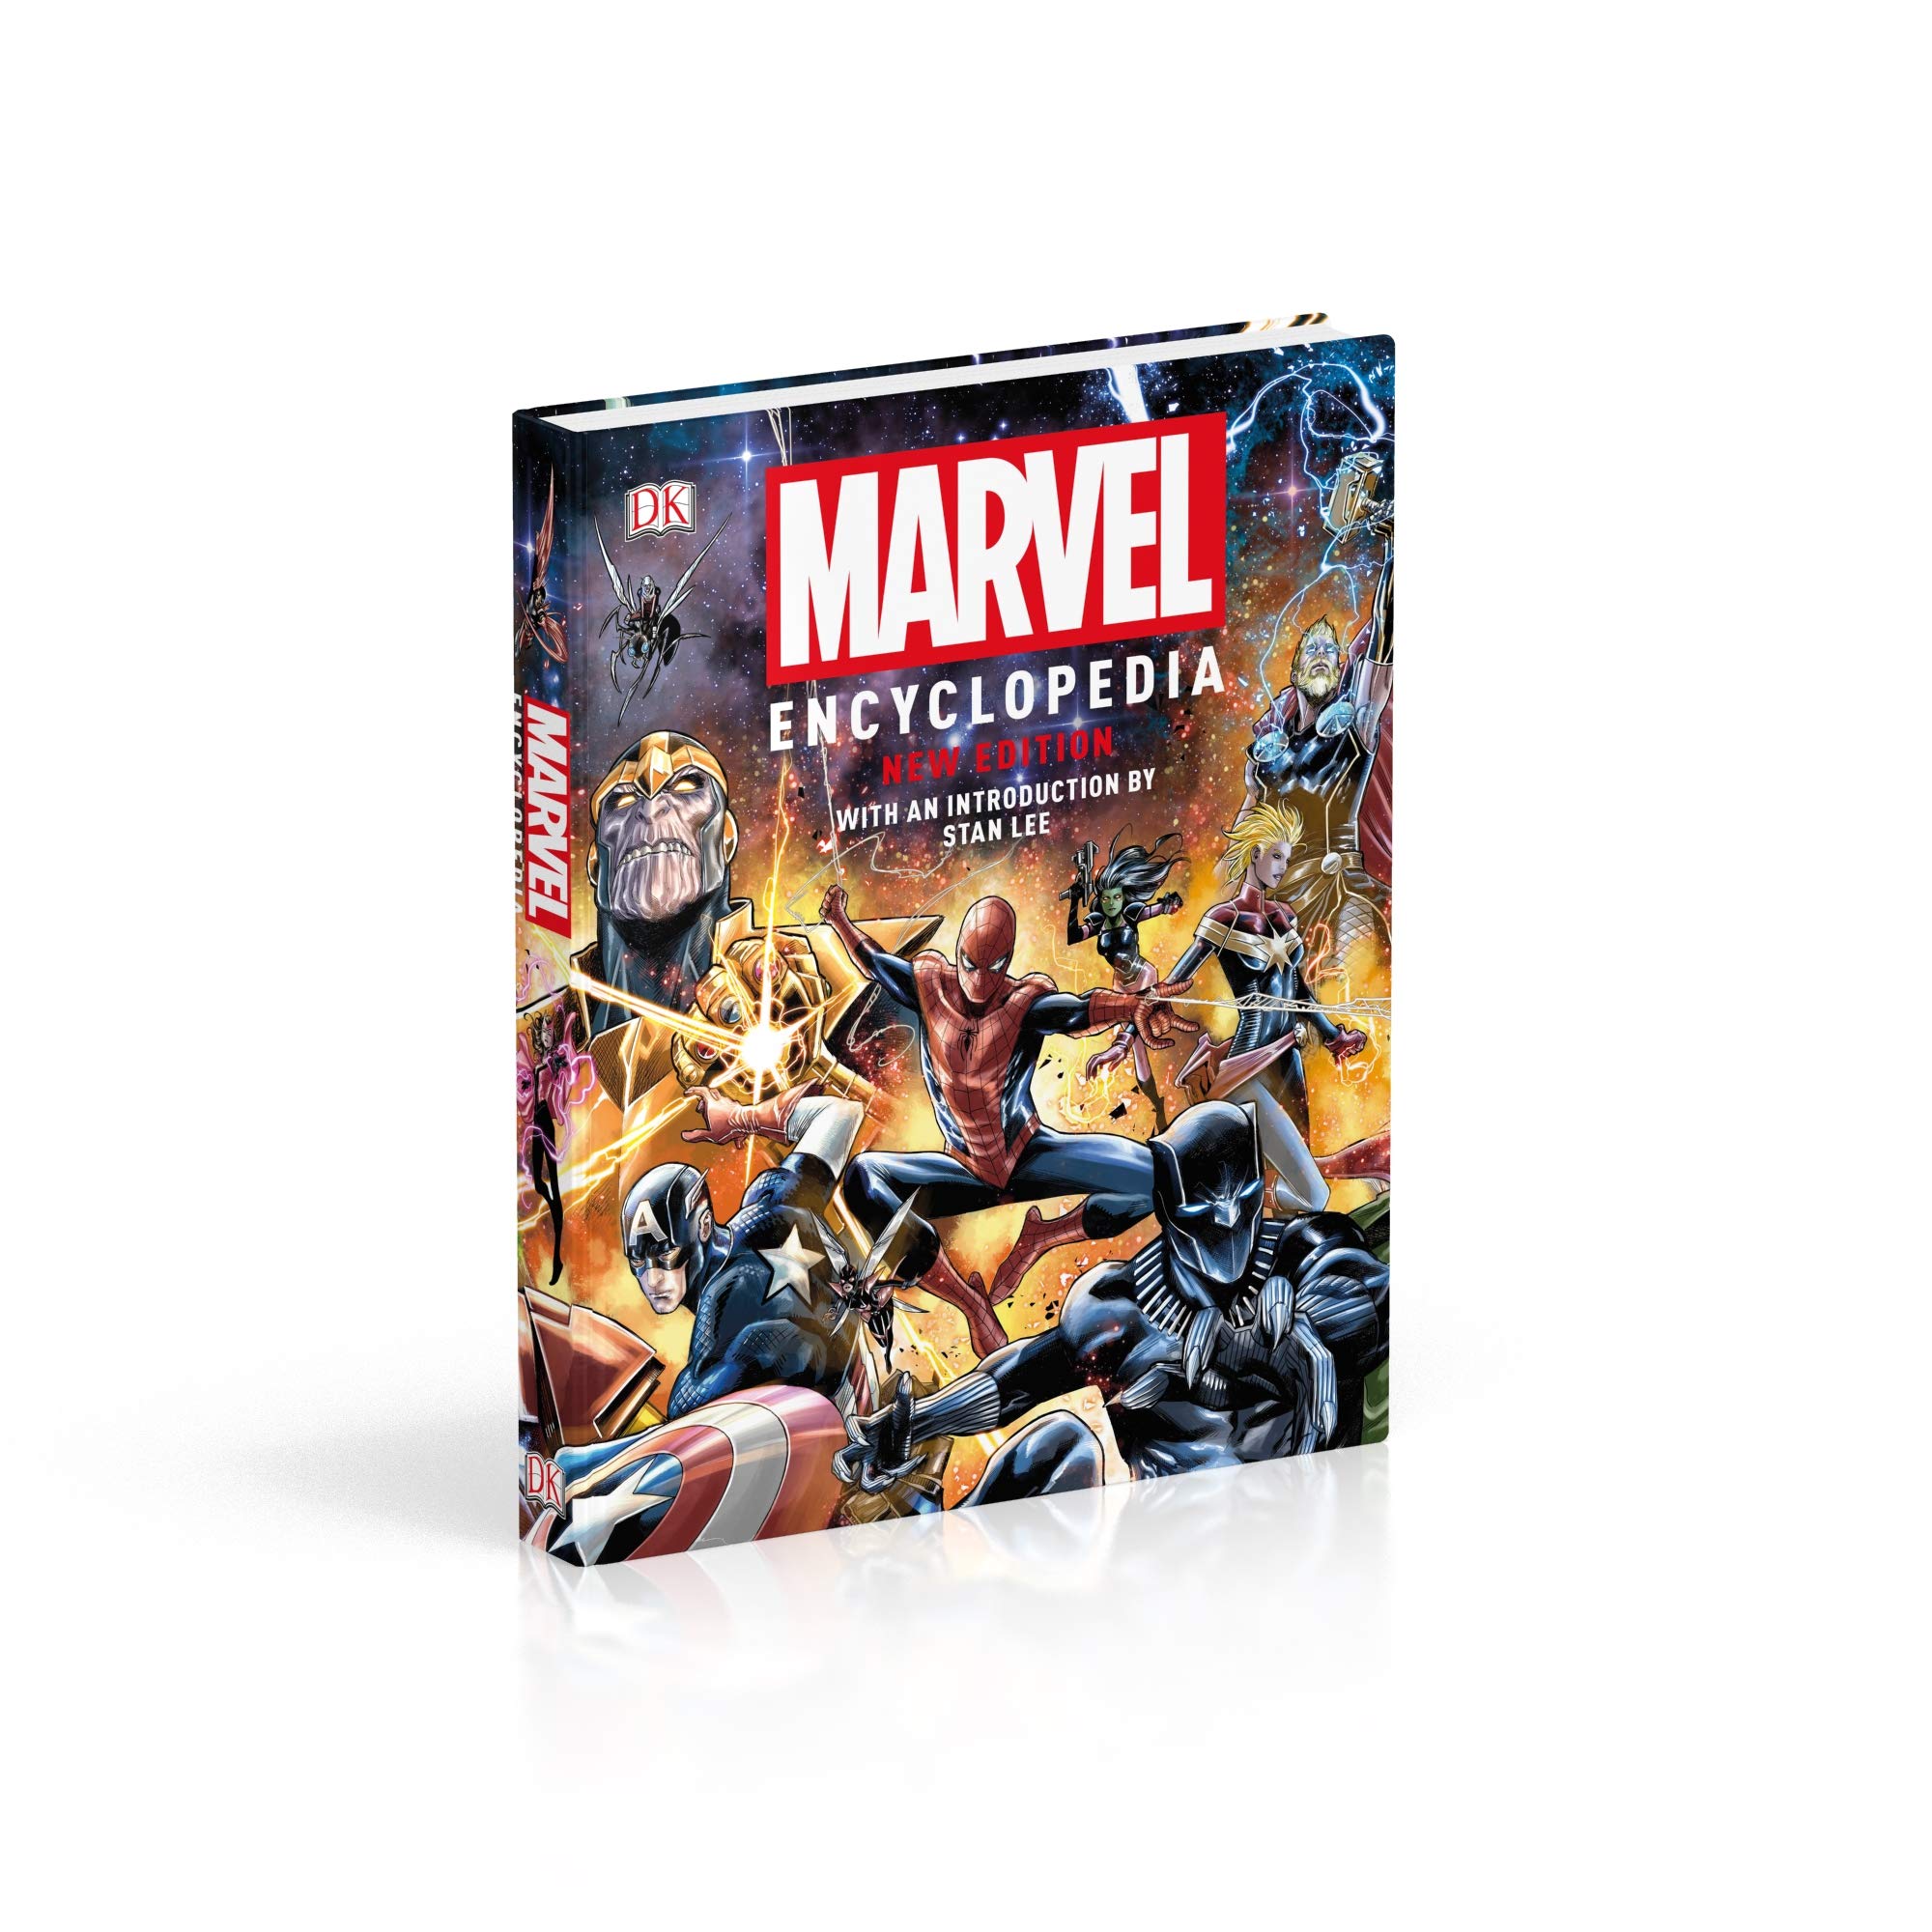 DK
MARVEL
ENCYCLOPEDIA
NEW EDITION
WITH AN INTRODUCTION BY
STAN LEE
A
MARVEL
ENCYCLOPEDIA
DK